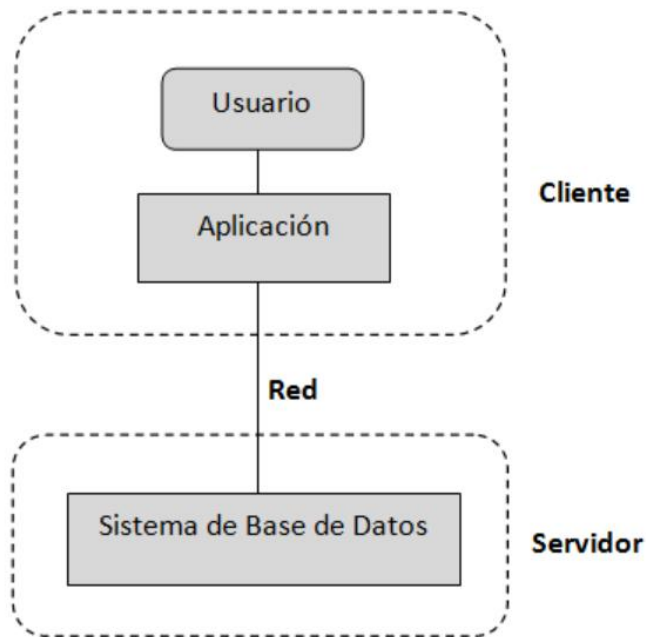 Usuario
Aplicación
Cliente
Red
Sistema de Base de Datos
Servidor